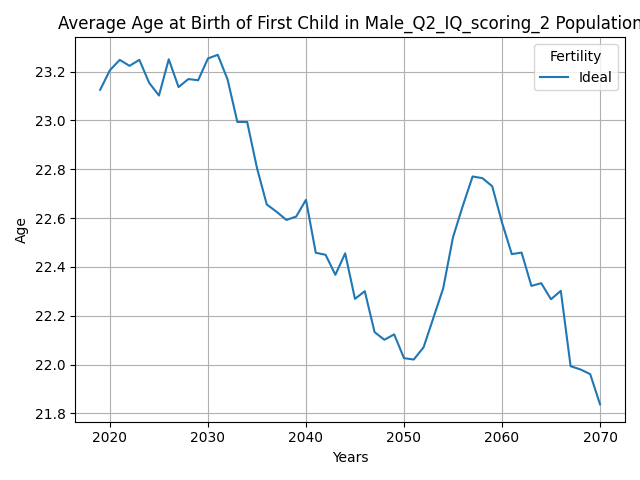 Average Age at Birth of First Child in Male_Q2_IQ_scoring_2 Population
Fertility
Ideal
23.2
23.0
22.8
22.6
22.4
22.2
22.0
21.8
Age
2020 2030 2040 2050 2060 2070
Years